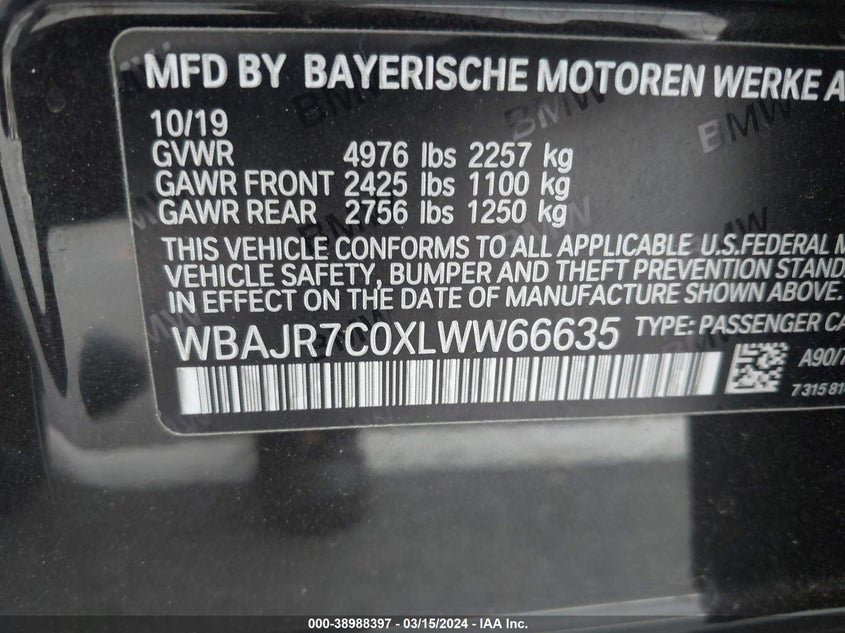 MFD BY BAYERISCHE MOTOREN WERKE A
10/19
GVWR 4976 lbs 2257 kg
GAWR FRONT 2425 lbs 1100 kg
GAWR REAR 2756 lbs 1250 kg
THIS VEHICLE CONFORMS TO ALL APPLICABLE U.S.FEDERAL M
VEHICLE SAFETY, BUMPER AND THEFT PREVENTION STAND
IN EFFECT ON THE DATE OF MANUFACTURE SHOWN ABOVE.
WBAJR7C0XLWW66635 TYPE: PASSENGER CA
A90/7
731581
000-38988397 - 03/15/2024 - IAA Inc.